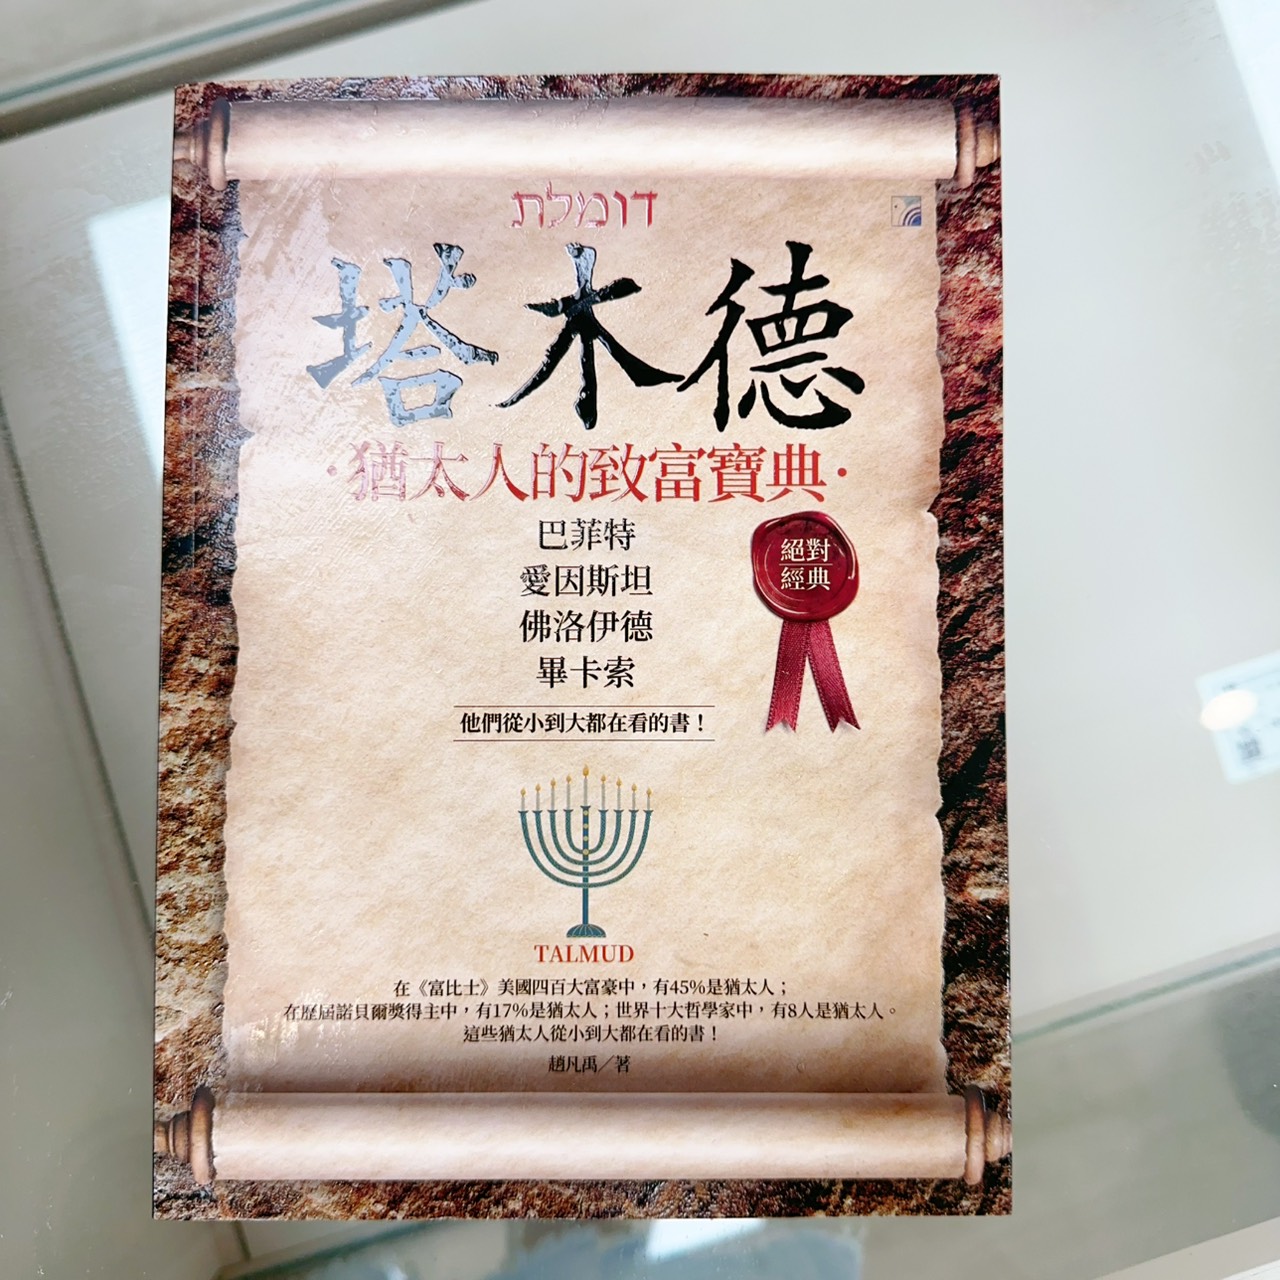 דומלת
塔木德
·猶太人的致富寶典·
巴菲特
愛因斯坦
佛洛伊德
畢卡索
他們從小到大都在看的書！
絕對
經典
TALMUD
在《富比士》美國四百大富豪中，有45%是猶太人；
在歷屆諾貝爾獎得主中，有17%是猶太人；世界十大哲學家中，有8人是猶太人。
這些猶太人從小到大都在看的書！
趙凡禹／著